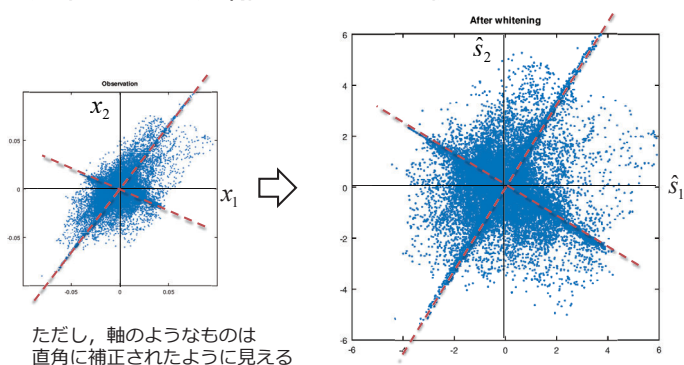 After whitening
Observation
x₂
x₁
0.05
0
-0.05
-0.05
0
0.05
ŝ₂
ŝ₁
6
4
2
0
-2
-4
-6
-6
-4
-2
0
2
4
6
ただし，軸のようなものは
直角に補正されたように見える